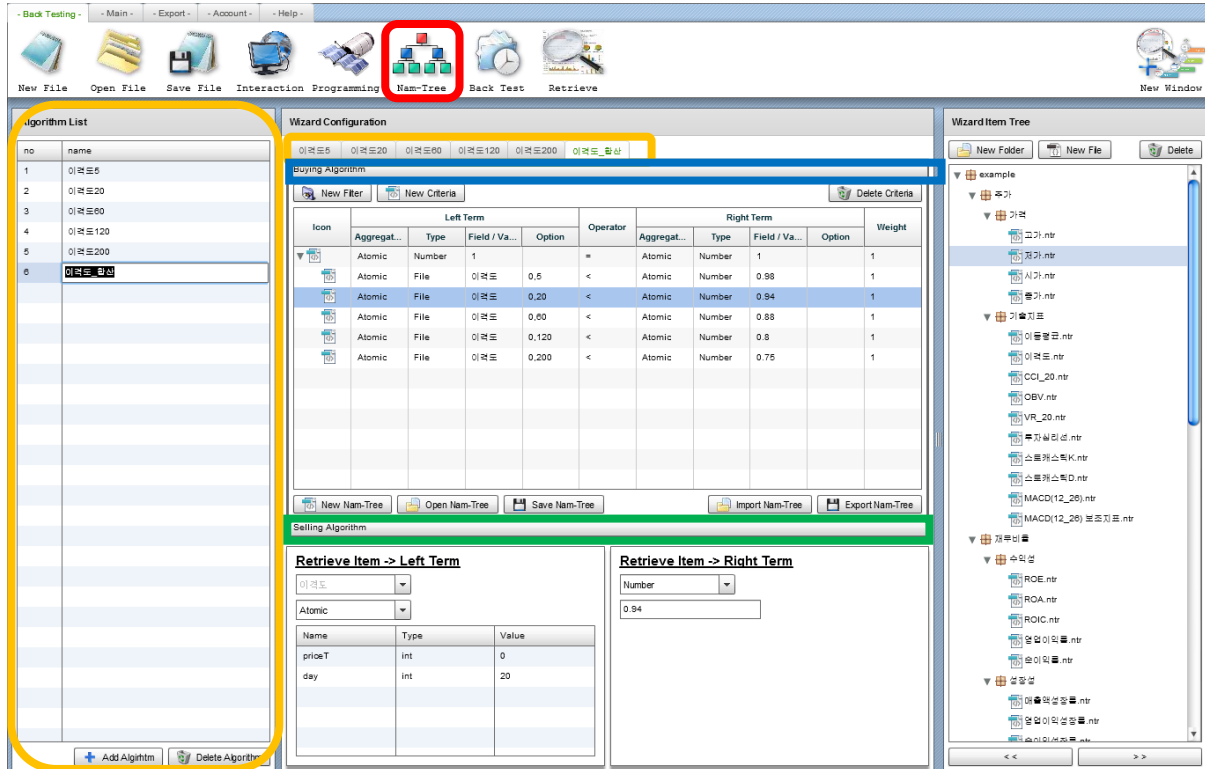 - Back Testing - - Main - - Export - - Account - - Help -
New File Open File Save File Interaction Programming Nam-Tree Back Test Retrieve New Window
Algorithm List
no name
1 이격도5
2 이격도20
3 이격도60
4 이격도120
5 이격도200
6 이격도_합산
Add Algirhtm Delete Algorithm
Wizard Configuration
이격도5 이격도20 이격도60 이격도120 이격도200 이격도_합산
Buying Algorithm
New Filter New Criteria Delete Criteria
Icon Left Term Operator Right Term Weight
Aggregat... Type Field / Va... Option Aggregat... Type Field / Va... Option
Atomic Number 1 = Atomic Number 1 1
Atomic File 이격도 0,5 < Atomic Number 0.98 1
Atomic File 이격도 0,20 < Atomic Number 0.94 1
Atomic File 이격도 0,60 < Atomic Number 0.88 1
Atomic File 이격도 0,120 < Atomic Number 0.8 1
Atomic File 이격도 0,200 < Atomic Number 0.75 1
New Nam-Tree Open Nam-Tree Save Nam-Tree Import Nam-Tree Export Nam-Tree
Selling Algorithm
Retrieve Item -> Left Term
이격도
Atomic
Name Type Value
priceT int 0
day int 20
Retrieve Item -> Right Term
Number
0.94
Wizard Item Tree
New Folder New File Delete
example
주가
가격
고가.ntr
저가.ntr
시가.ntr
종가.ntr
기술지표
이동평균.ntr
이격도.ntr
CCI_20.ntr
OBV.ntr
VR_20.ntr
투자심리선.ntr
스토캐스틱K.ntr
스토캐스틱D.ntr
MACD(12_26).ntr
MACD(12_26) 보조지표.ntr
재무비율
수익성
ROE.ntr
ROA.ntr
ROIC.ntr
영업이익률.ntr
순이익률.ntr
성장성
매출액성장률.ntr
영업이익성장률.ntr
순이익성장률.ntr
<< >>